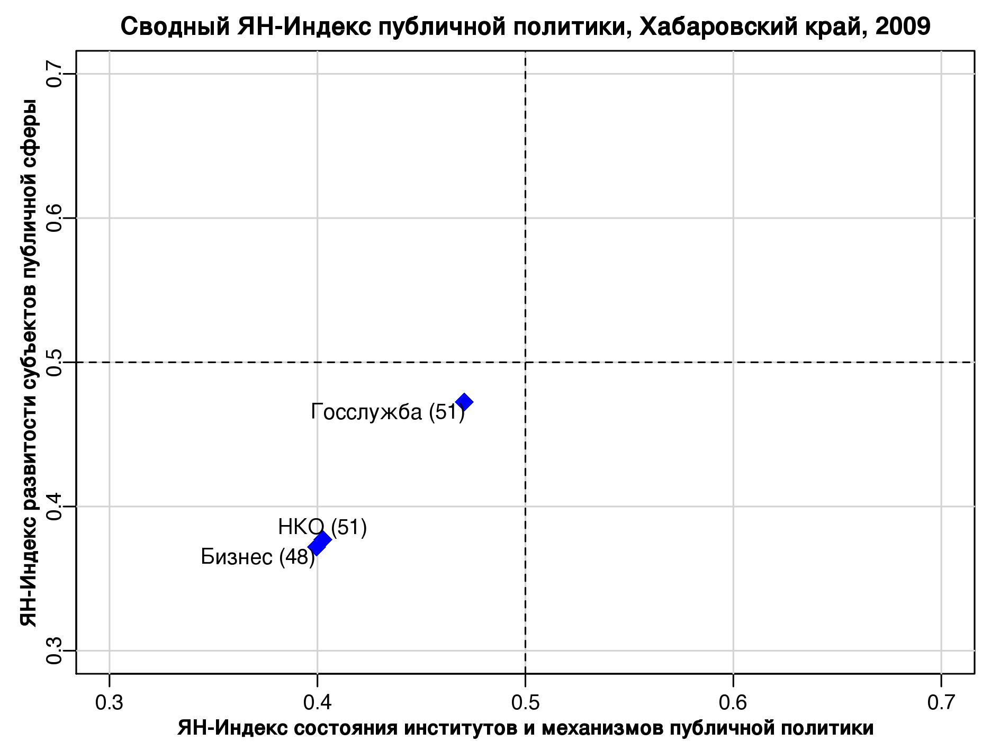 Сводный ЯН-Индекс публичной политики, Хабаровский край, 2009
ЯН-Индекс развитости субъектов публичной сферы
0.7
0.6
0.5
0.4
0.3
Госслужба (51)
НКО (51)
Бизнес (48)
0.3 0.4 0.5 0.6 0.7
ЯН-Индекс состояния институтов и механизмов публичной политики